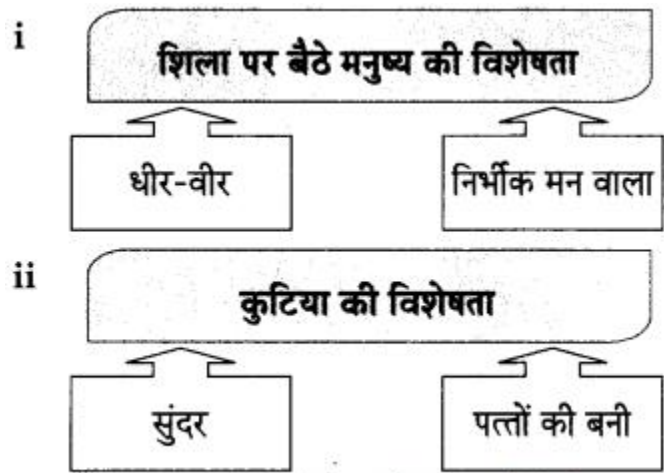 i
शिला पर बैठे मनुष्य की विशेषता
धीर-वीर
निर्भीक मन वाला
ii
कुटिया की विशेषता
सुंदर
पत्तों की बनी